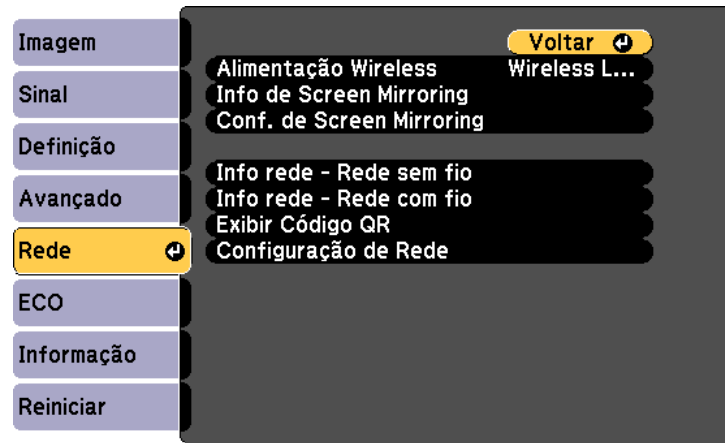 Imagem
Sinal
Definição
Avançado
Rede
ECO
Informação
Reiniciar
Voltar
Alimentação Wireless Wireless L...
Info de Screen Mirroring
Conf. de Screen Mirroring
Info rede - Rede sem fio
Info rede - Rede com fio
Exibir Código QR
Configuração de Rede